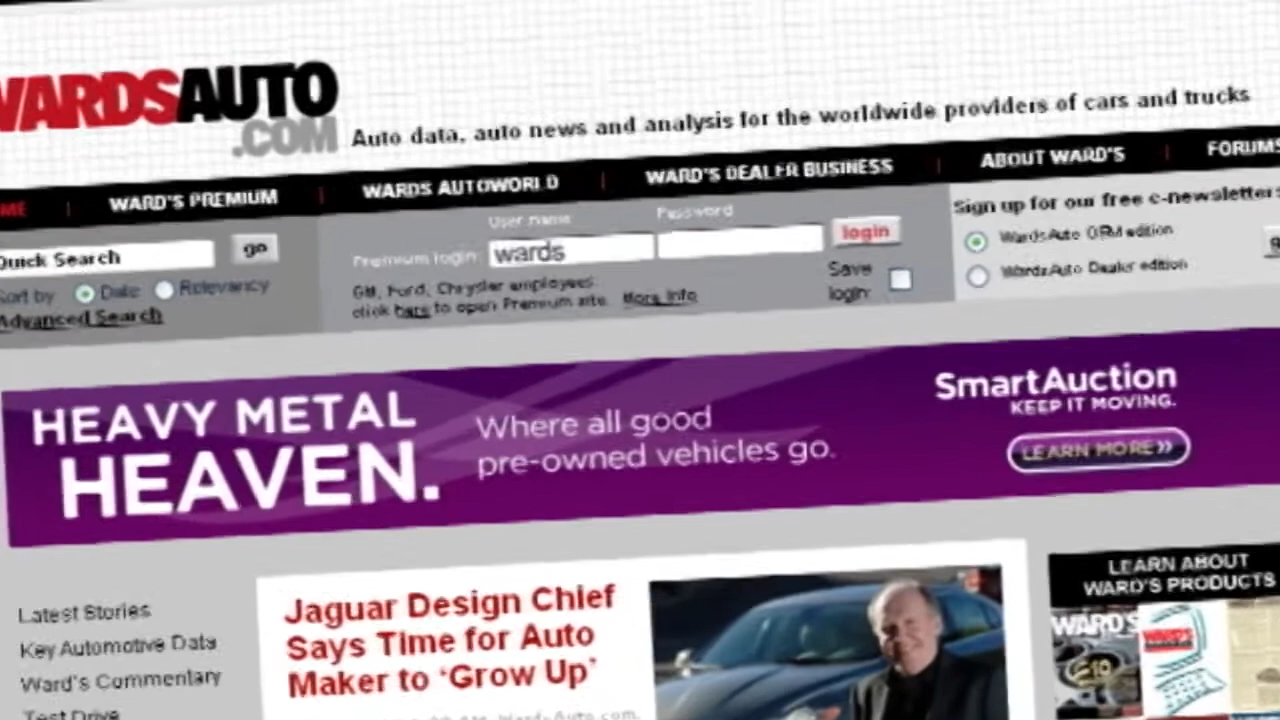 WARDSAUTO
.COM
Auto data, auto news and analysis for the worldwide providers of cars and trucks
WARD'S PREMIUM
WARDS AUTOWORLD
WARD'S DEALER BUSINESS
ABOUT WARD'S
FORUMS
Quick Search
go
Sort by Date Relevancy
Advanced Search
User name
Password
Premium login:
wards
login
GM, Ford, Chrysler employees:
click here to open Premium site. More Info
Save
login:
Sign up for our free e-newsletters
WardsAuto OEM edition
WardsAuto Dealer edition
HEAVY METAL
HEAVEN.
Where all good
pre-owned vehicles go.
SmartAuction
KEEP IT MOVING.
LEARN MORE »
Latest Stories
Key Automotive Data
Ward's Commentary
Test Drive
Jaguar Design Chief
Says Time for Auto
Maker to ‘Grow Up’
WardsAuto.com,
LEARN ABOUT
WARD'S PRODUCTS
WARD'S
WARD'S